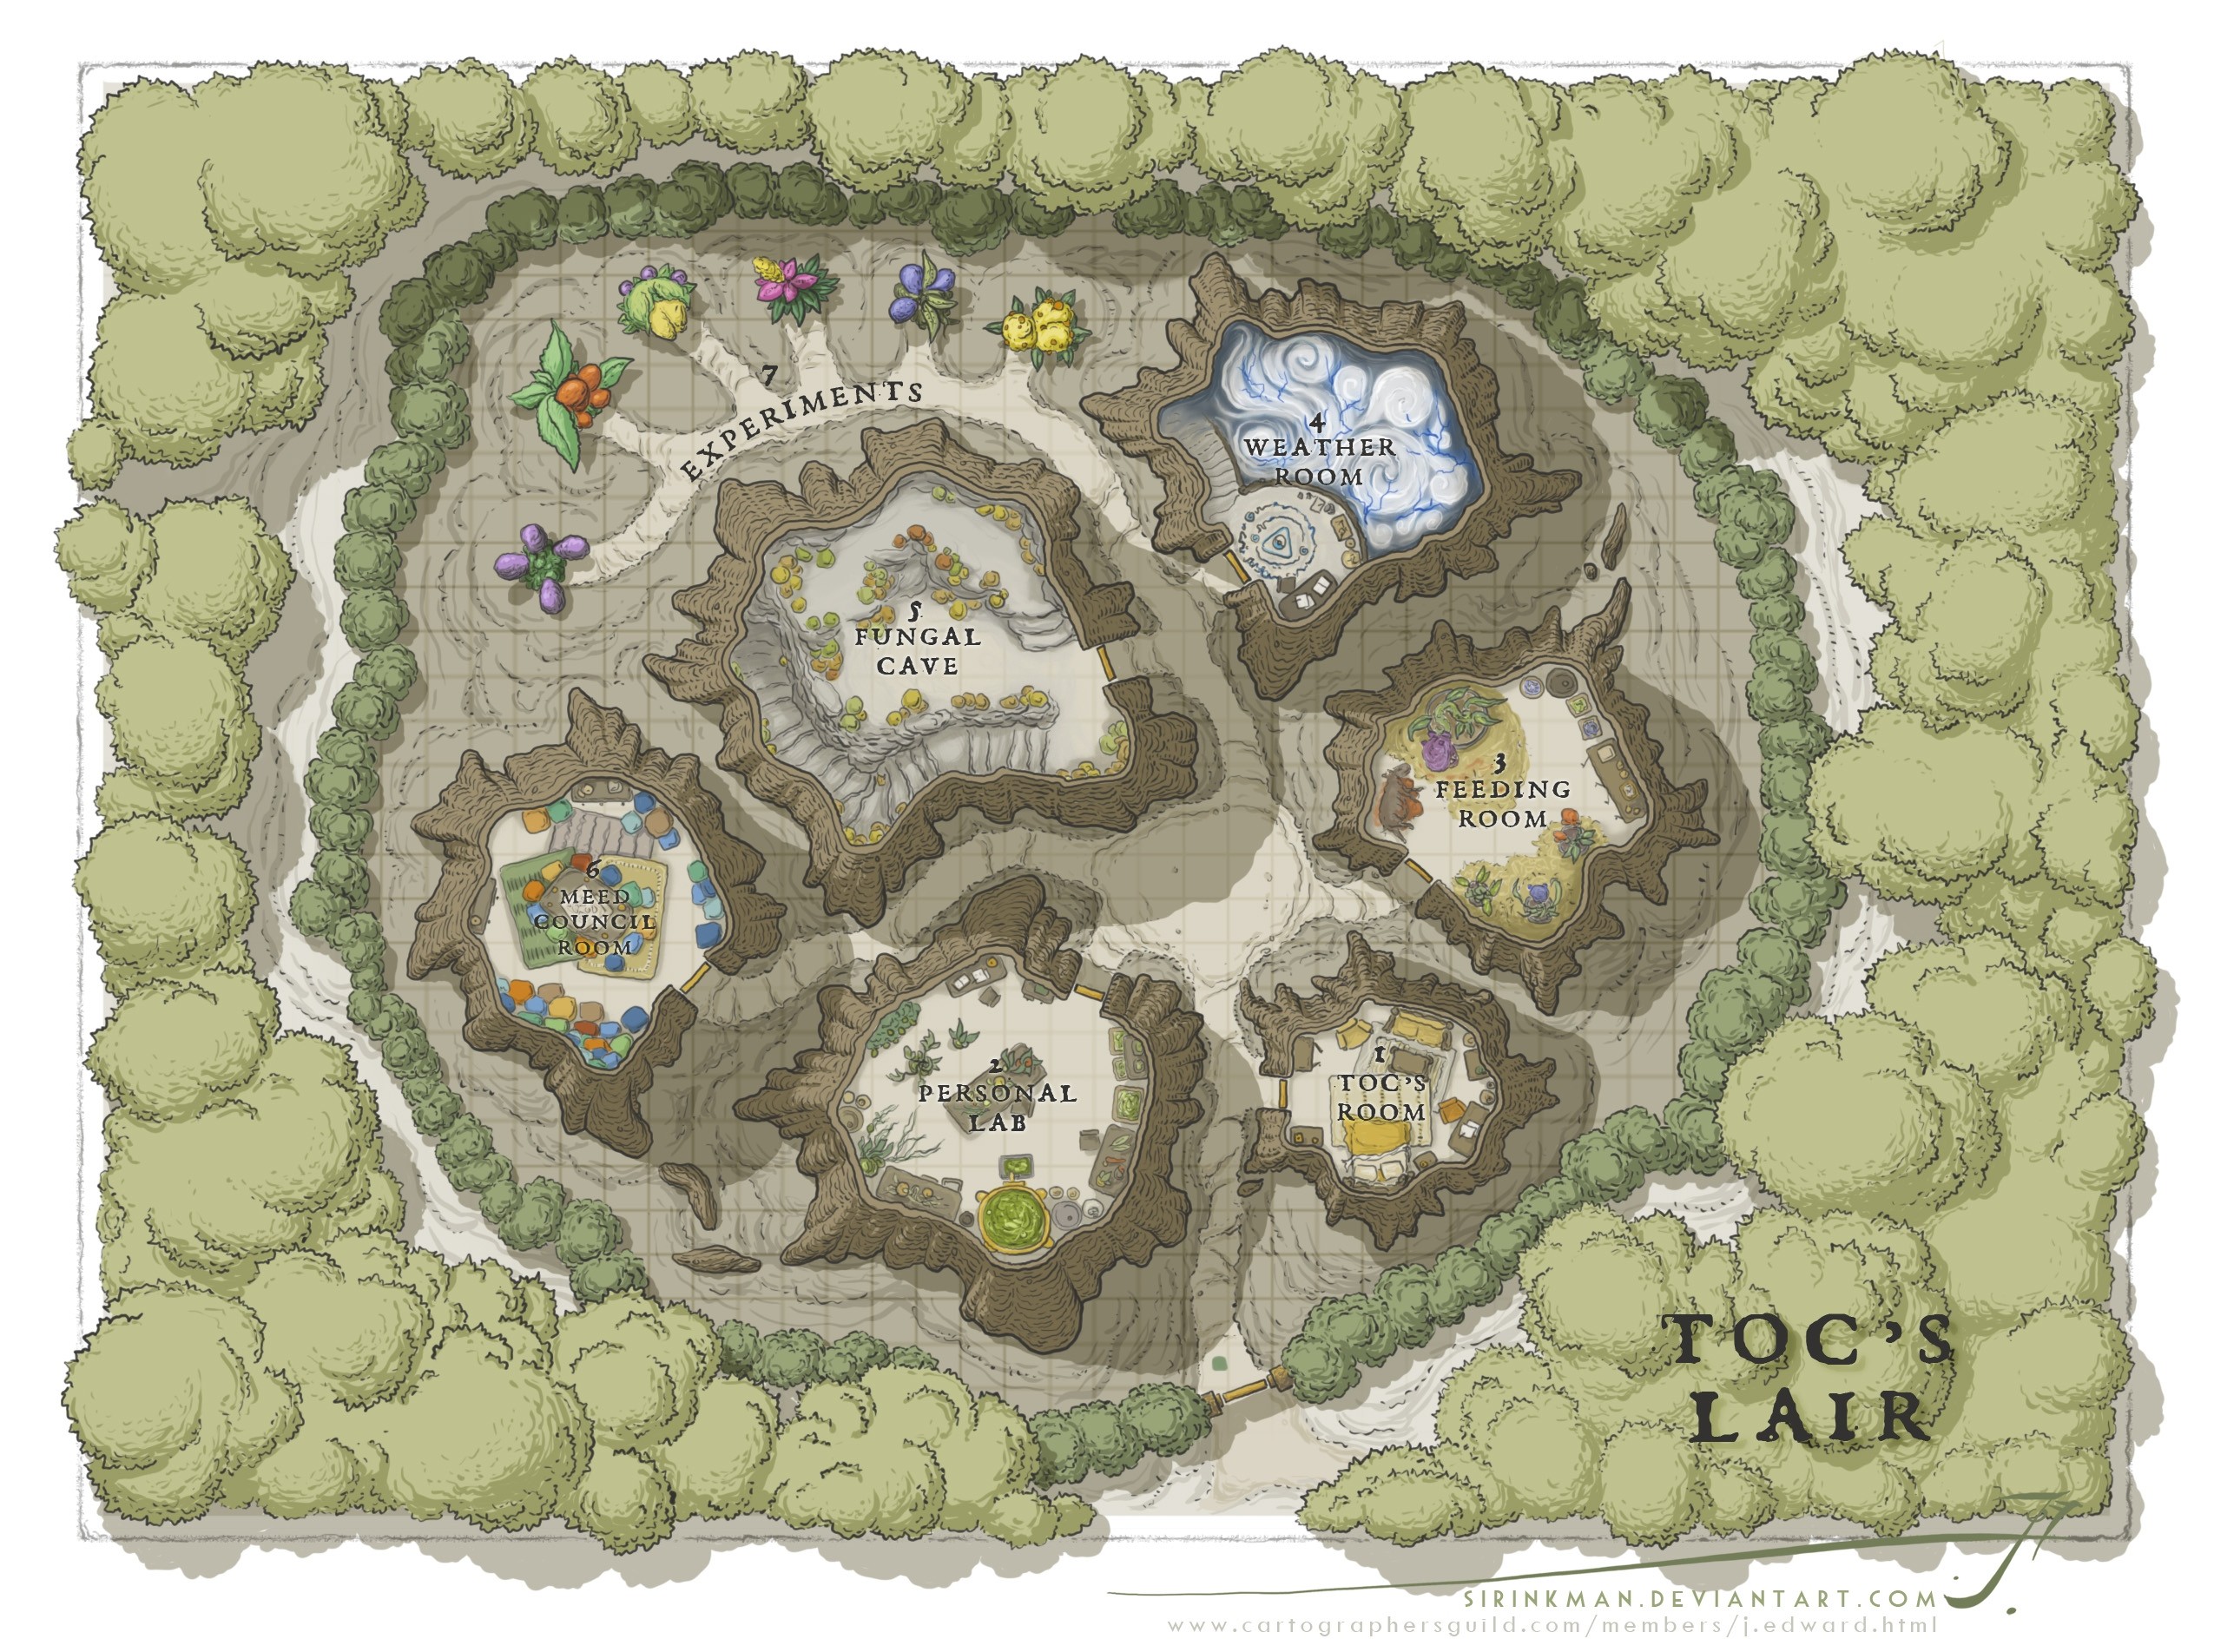 7
EXPERIMENTS
4
WEATHER
ROOM
5
FUNGAL
CAVE
3
FEEDING
ROOM
6
MEED
COUNCIL
ROOM
2
PERSONAL
LAB
1
TOC'S
ROOM
TOC'S
LAIR
SIRINKMAN.DEVIANTART.COM
www.cartographersguild.com/members/j.edward.html